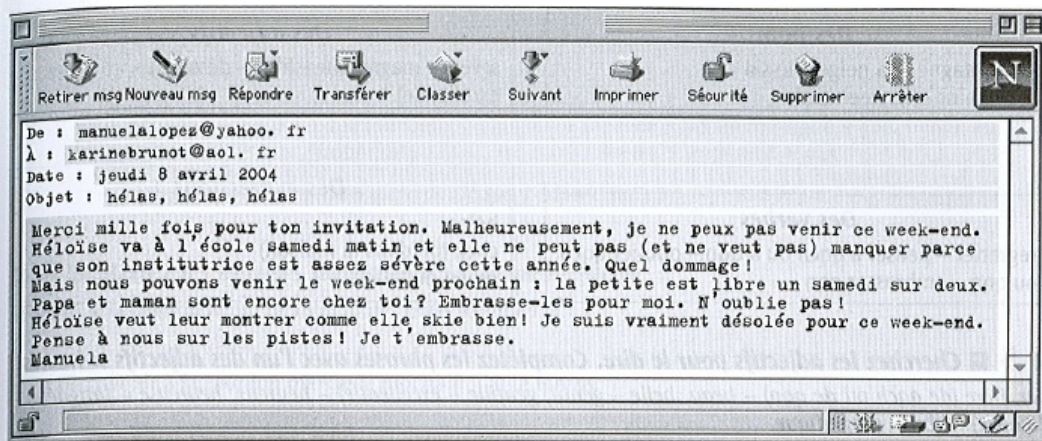 Retirer msg Nouveau msg Répondre Transférer Classer Suivant Imprimer Sécurité Supprimer Arrêter N
De : manuelalopez@yahoo. fr
À : karinebrunot@aol. fr
Date : jeudi 8 avril 2004
Objet : hélas, hélas, hélas
Merci mille fois pour ton invitation. Malheureusement, je ne peux pas venir ce week-end.
Héloïse va à l'école samedi matin et elle ne peut pas (et ne veut pas) manquer parce
que son institutrice est assez sévère cette année. Quel dommage!
Mais nous pouvons venir le week-end prochain : la petite est libre un samedi sur deux.
Papa et maman sont encore chez toi? Embrasse-les pour moi. N'oublie pas!
Héloïse veut leur montrer comme elle skie bien! Je suis vraiment désolée pour ce week-end.
Pense à nous sur les pistes! Je t'embrasse.
Manuela